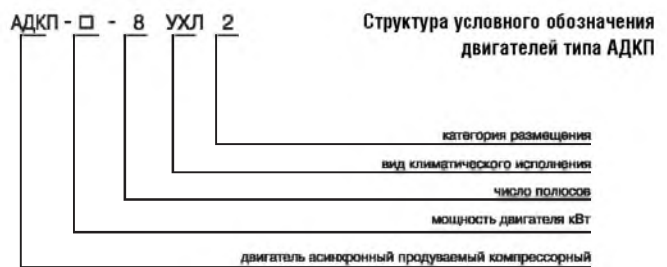 АДКП - □ - 8 УХЛ 2
Структура условного обозначения
двигателей типа АДКП
категория размещения
вид климатического исполнения
число полюсов
мощность двигателя кВт
двигатель асинхронный продуваемый компрессорный